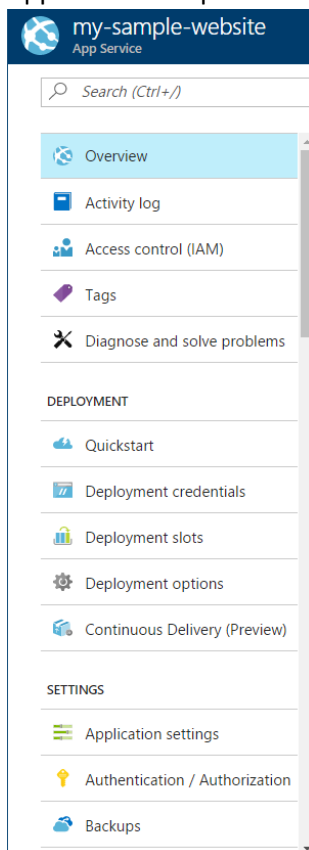 my-sample-website
App Service
Search (Ctrl+/)
Overview
Activity log
Access control (IAM)
Tags
Diagnose and solve problems
DEPLOYMENT
Quickstart
Deployment credentials
Deployment slots
Deployment options
Continuous Delivery (Preview)
SETTINGS
Application settings
Authentication / Authorization
Backups